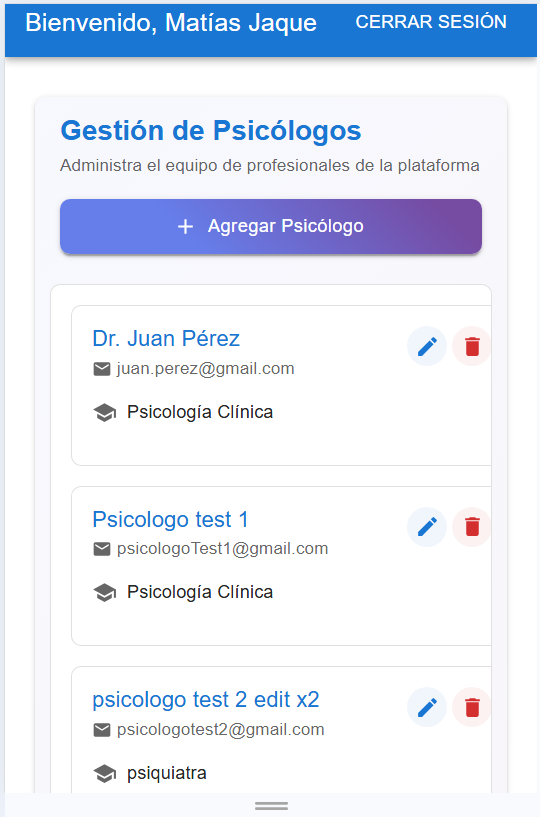 Bienvenido, Matías Jaque
CERRAR SESIÓN
Gestión de Psicólogos
Administra el equipo de profesionales de la plataforma
+ Agregar Psicólogo
Dr. Juan Pérez
juan.perez@gmail.com
Psicología Clínica
Psicologo test 1
psicologoTest1@gmail.com
Psicología Clínica
psicologo test 2 edit x2
psicologotest2@gmail.com
psiquiatra